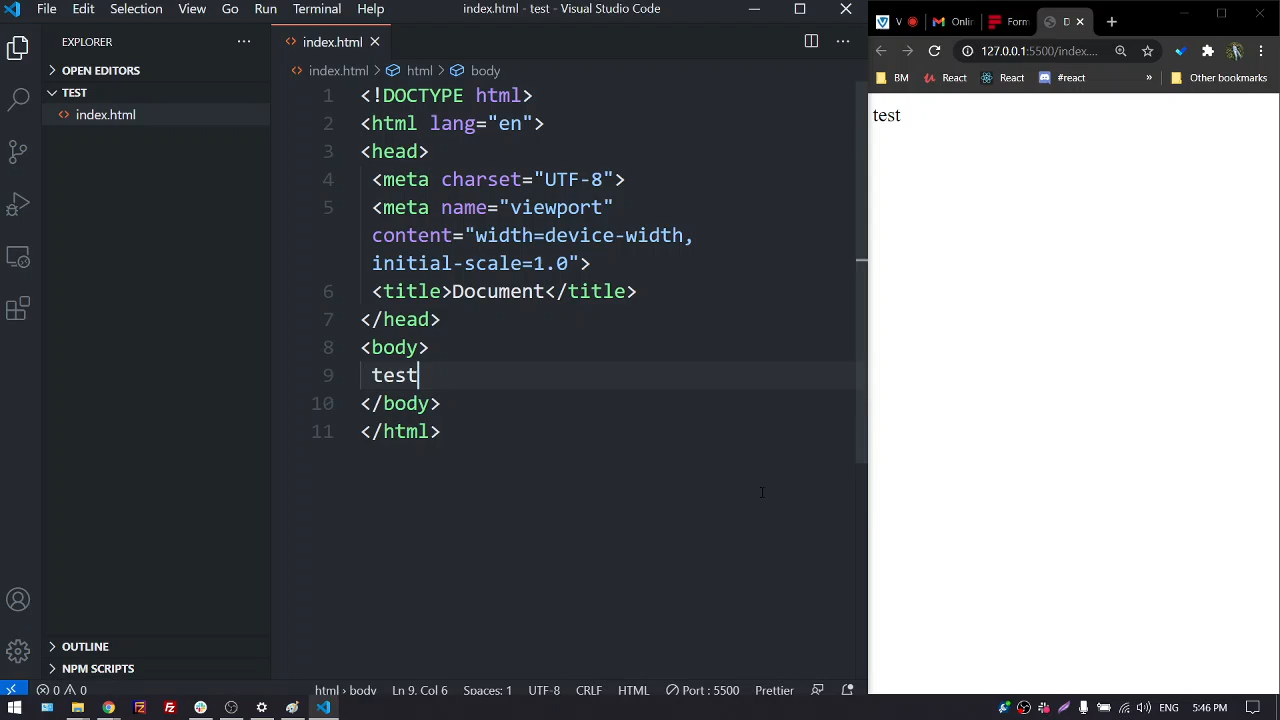 File Edit Selection View Go Run Terminal Help index.html - test - Visual Studio Code
EXPLORER
OPEN EDITORS
TEST
index.html
OUTLINE
NPM SCRIPTS
index.html
index.html > html > body
1 <!DOCTYPE html>
2 <html lang="en">
3 <head>
4 <meta charset="UTF-8">
5 <meta name="viewport"
content="width=device-width,
initial-scale=1.0">
6 <title>Document</title>
7 </head>
8 <body>
9 test
10 </body>
11 </html>
0 0 html > body Ln 9, Col 6 Spaces: 1 UTF-8 CRLF HTML Port : 5500 Prettier
V Onlin Form D
127.0.0.1:5500/index....
BM React React #react » Other bookmarks
test
ENG 5:46 PM